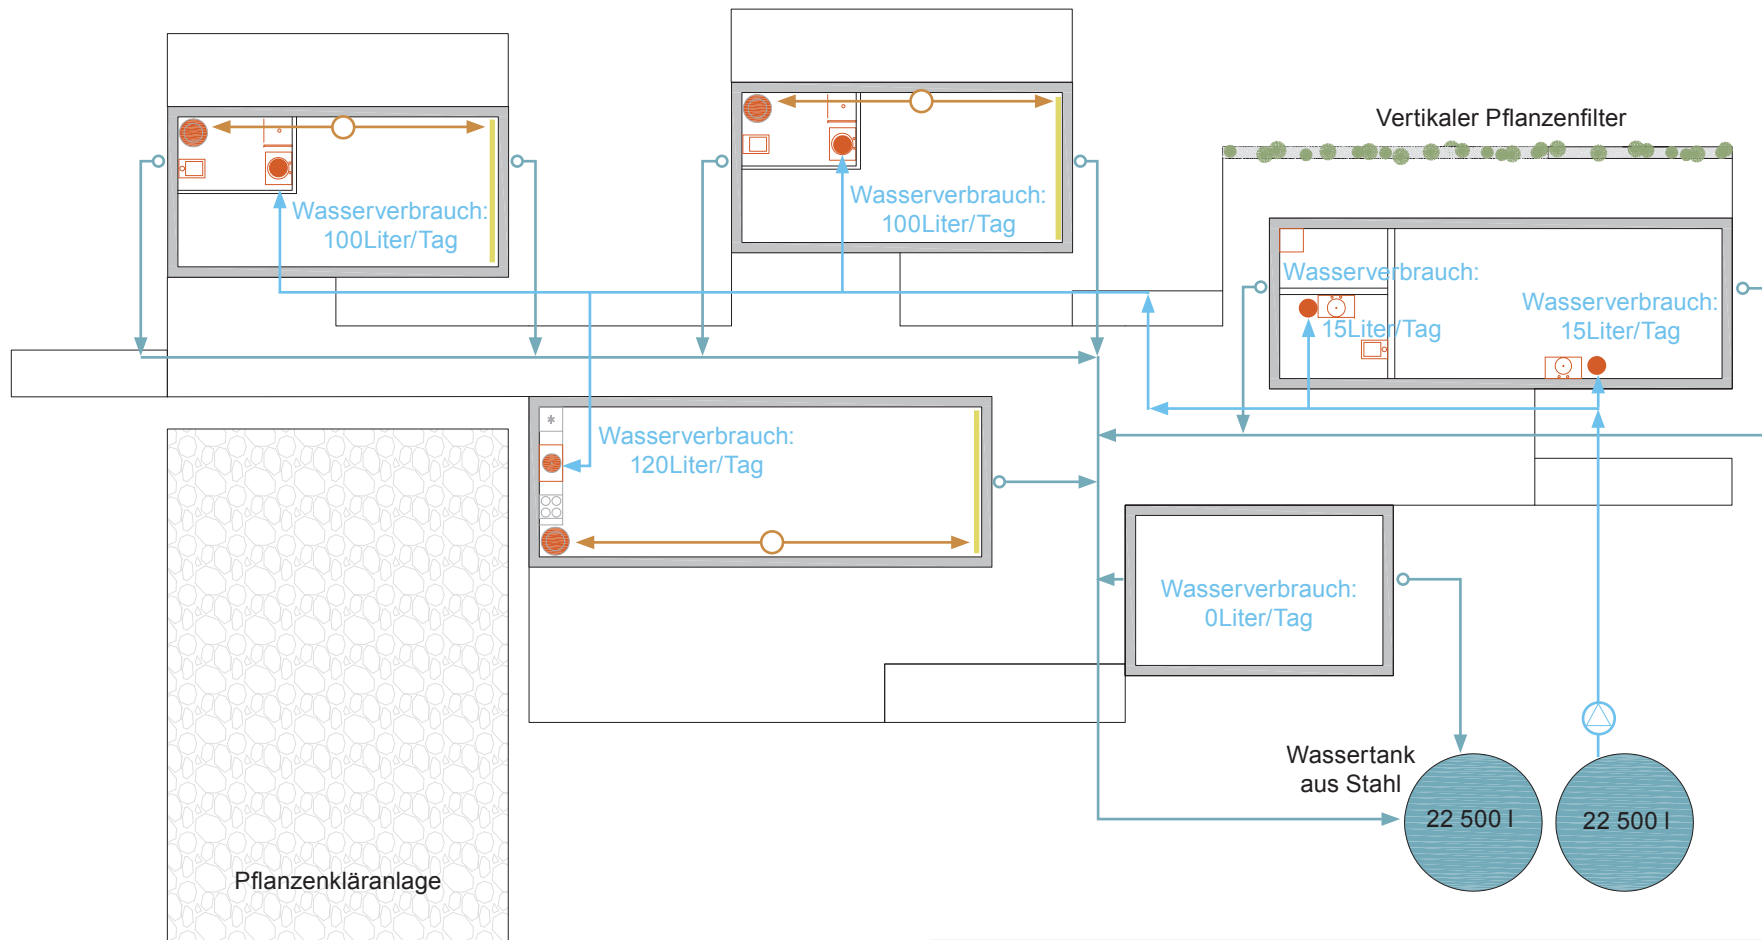 Vertikaler Pflanzenfilter
Wasserverbrauch:
100Liter/Tag
Wasserverbrauch:
100Liter/Tag
Wasserverbrauch:
15Liter/Tag
Wasserverbrauch:
15Liter/Tag
Wasserverbrauch:
120Liter/Tag
Wasserverbrauch:
0Liter/Tag
Wassertank
aus Stahl
22 500 l
22 500 l
Pflanzenkläranlage